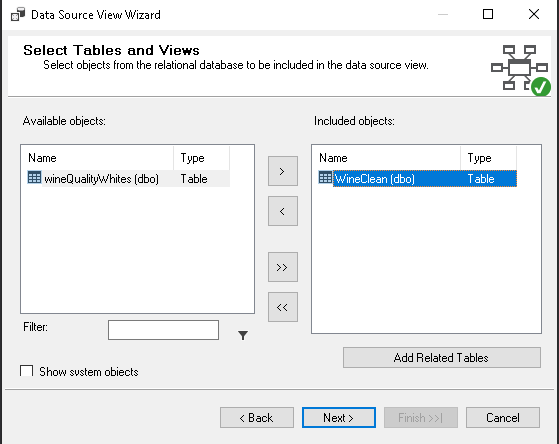 Data Source View Wizard
Select Tables and Views
Select objects from the relational database to be included in the data source view.
Available objects:
Included objects:
Name Type
wineQualityWhites (dbo) Table
Name Type
WineClean (dbo) Table
>
<
>>
<<
Filter:
Add Related Tables
Show system objects
< Back Next > Finish >>| Cancel